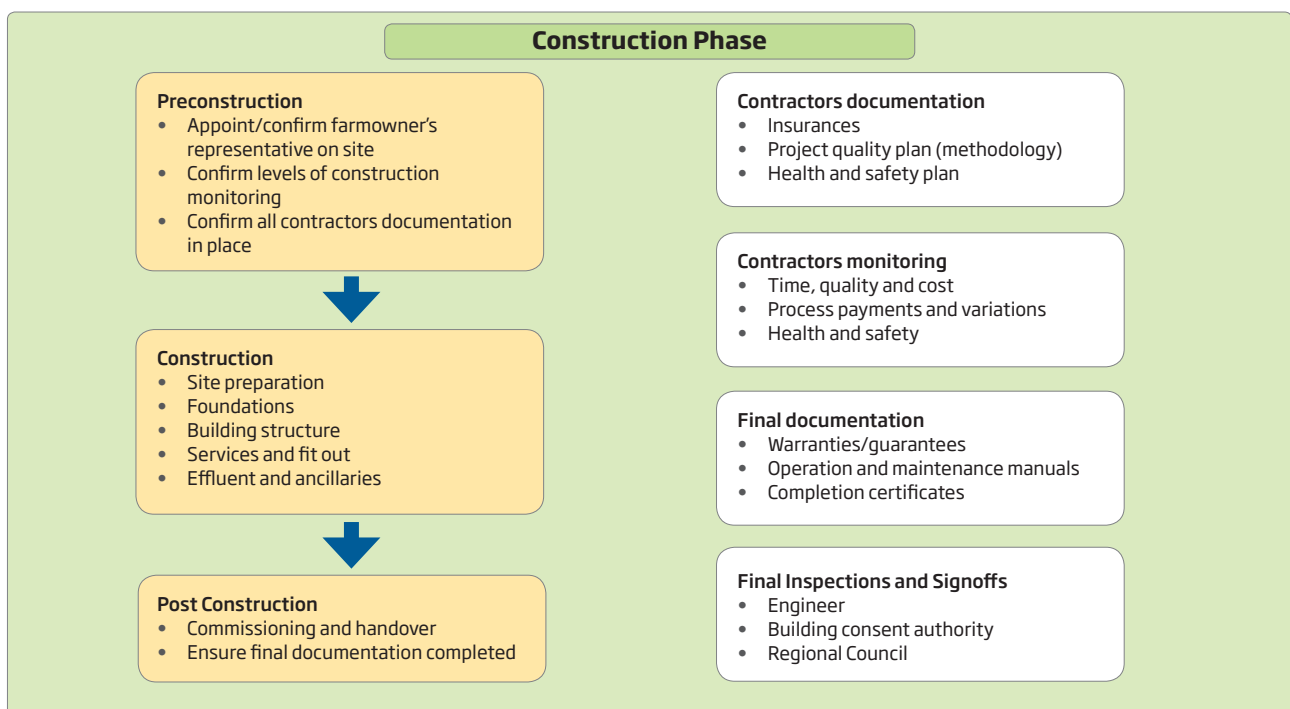 Construction Phase
Preconstruction
• Appoint/confirm farmowner's
representative on site
• Confirm levels of construction
monitoring
• Confirm all contractors documentation
in place
Construction
• Site preparation
• Foundations
• Building structure
• Services and fit out
• Effluent and ancillaries
Post Construction
• Commissioning and handover
• Ensure final documentation completed
Contractors documentation
• Insurances
• Project quality plan (methodology)
• Health and safety plan
Contractors monitoring
• Time, quality and cost
• Process payments and variations
• Health and safety
Final documentation
• Warranties/guarantees
• Operation and maintenance manuals
• Completion certificates
Final Inspections and Signoffs
• Engineer
• Building consent authority
• Regional Council